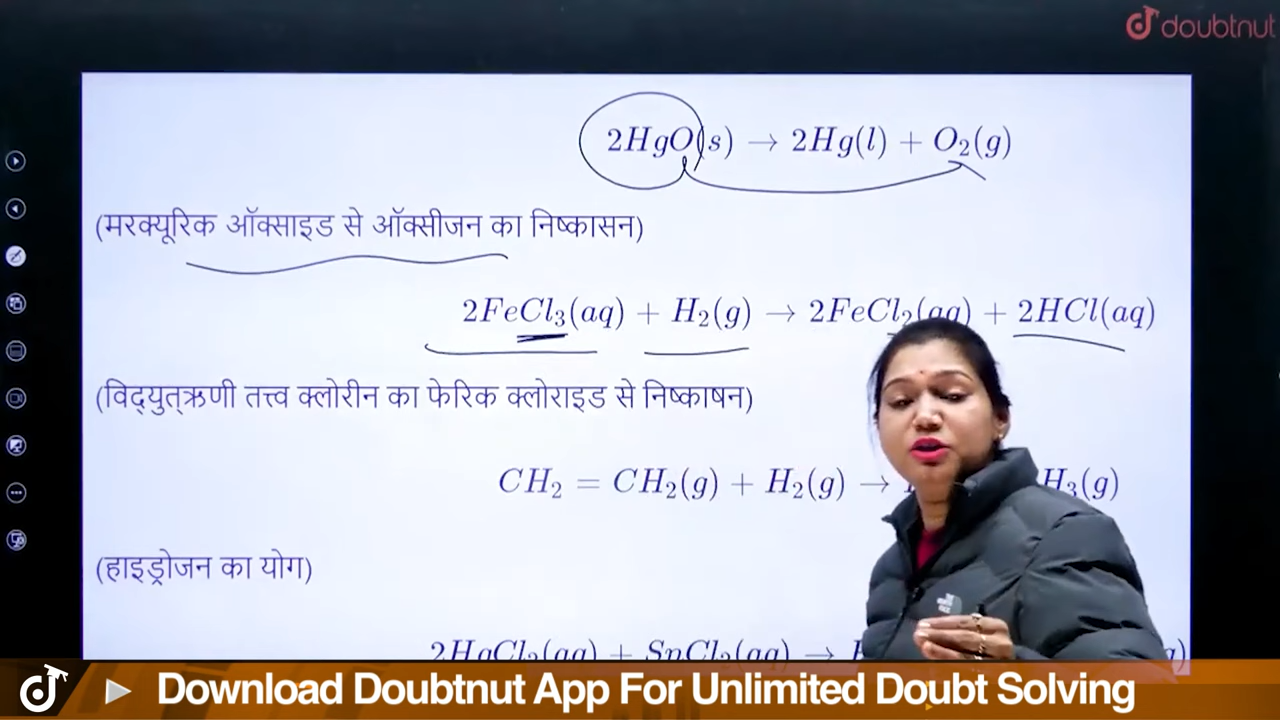 doubtnut
2HgO(s) → 2Hg(l) + O₂(g)
(मरक्यूरिक ऑक्साइड से ऑक्सीजन का निष्कासन)
2FeCl₃(aq) + H₂(g) → 2FeCl₂(aq) + 2HCl(aq)
(विद्युत्ऋणी तत्त्व क्लोरीन का फेरिक क्लोराइड से निष्काषन)
CH₂ = CH₂(g) + H₂(g) → H₃(g)
(हाइड्रोजन का योग)
2HgCl₂(aq) + SnCl₂(aq) →
Download Doubtnut App For Unlimited Doubt Solving